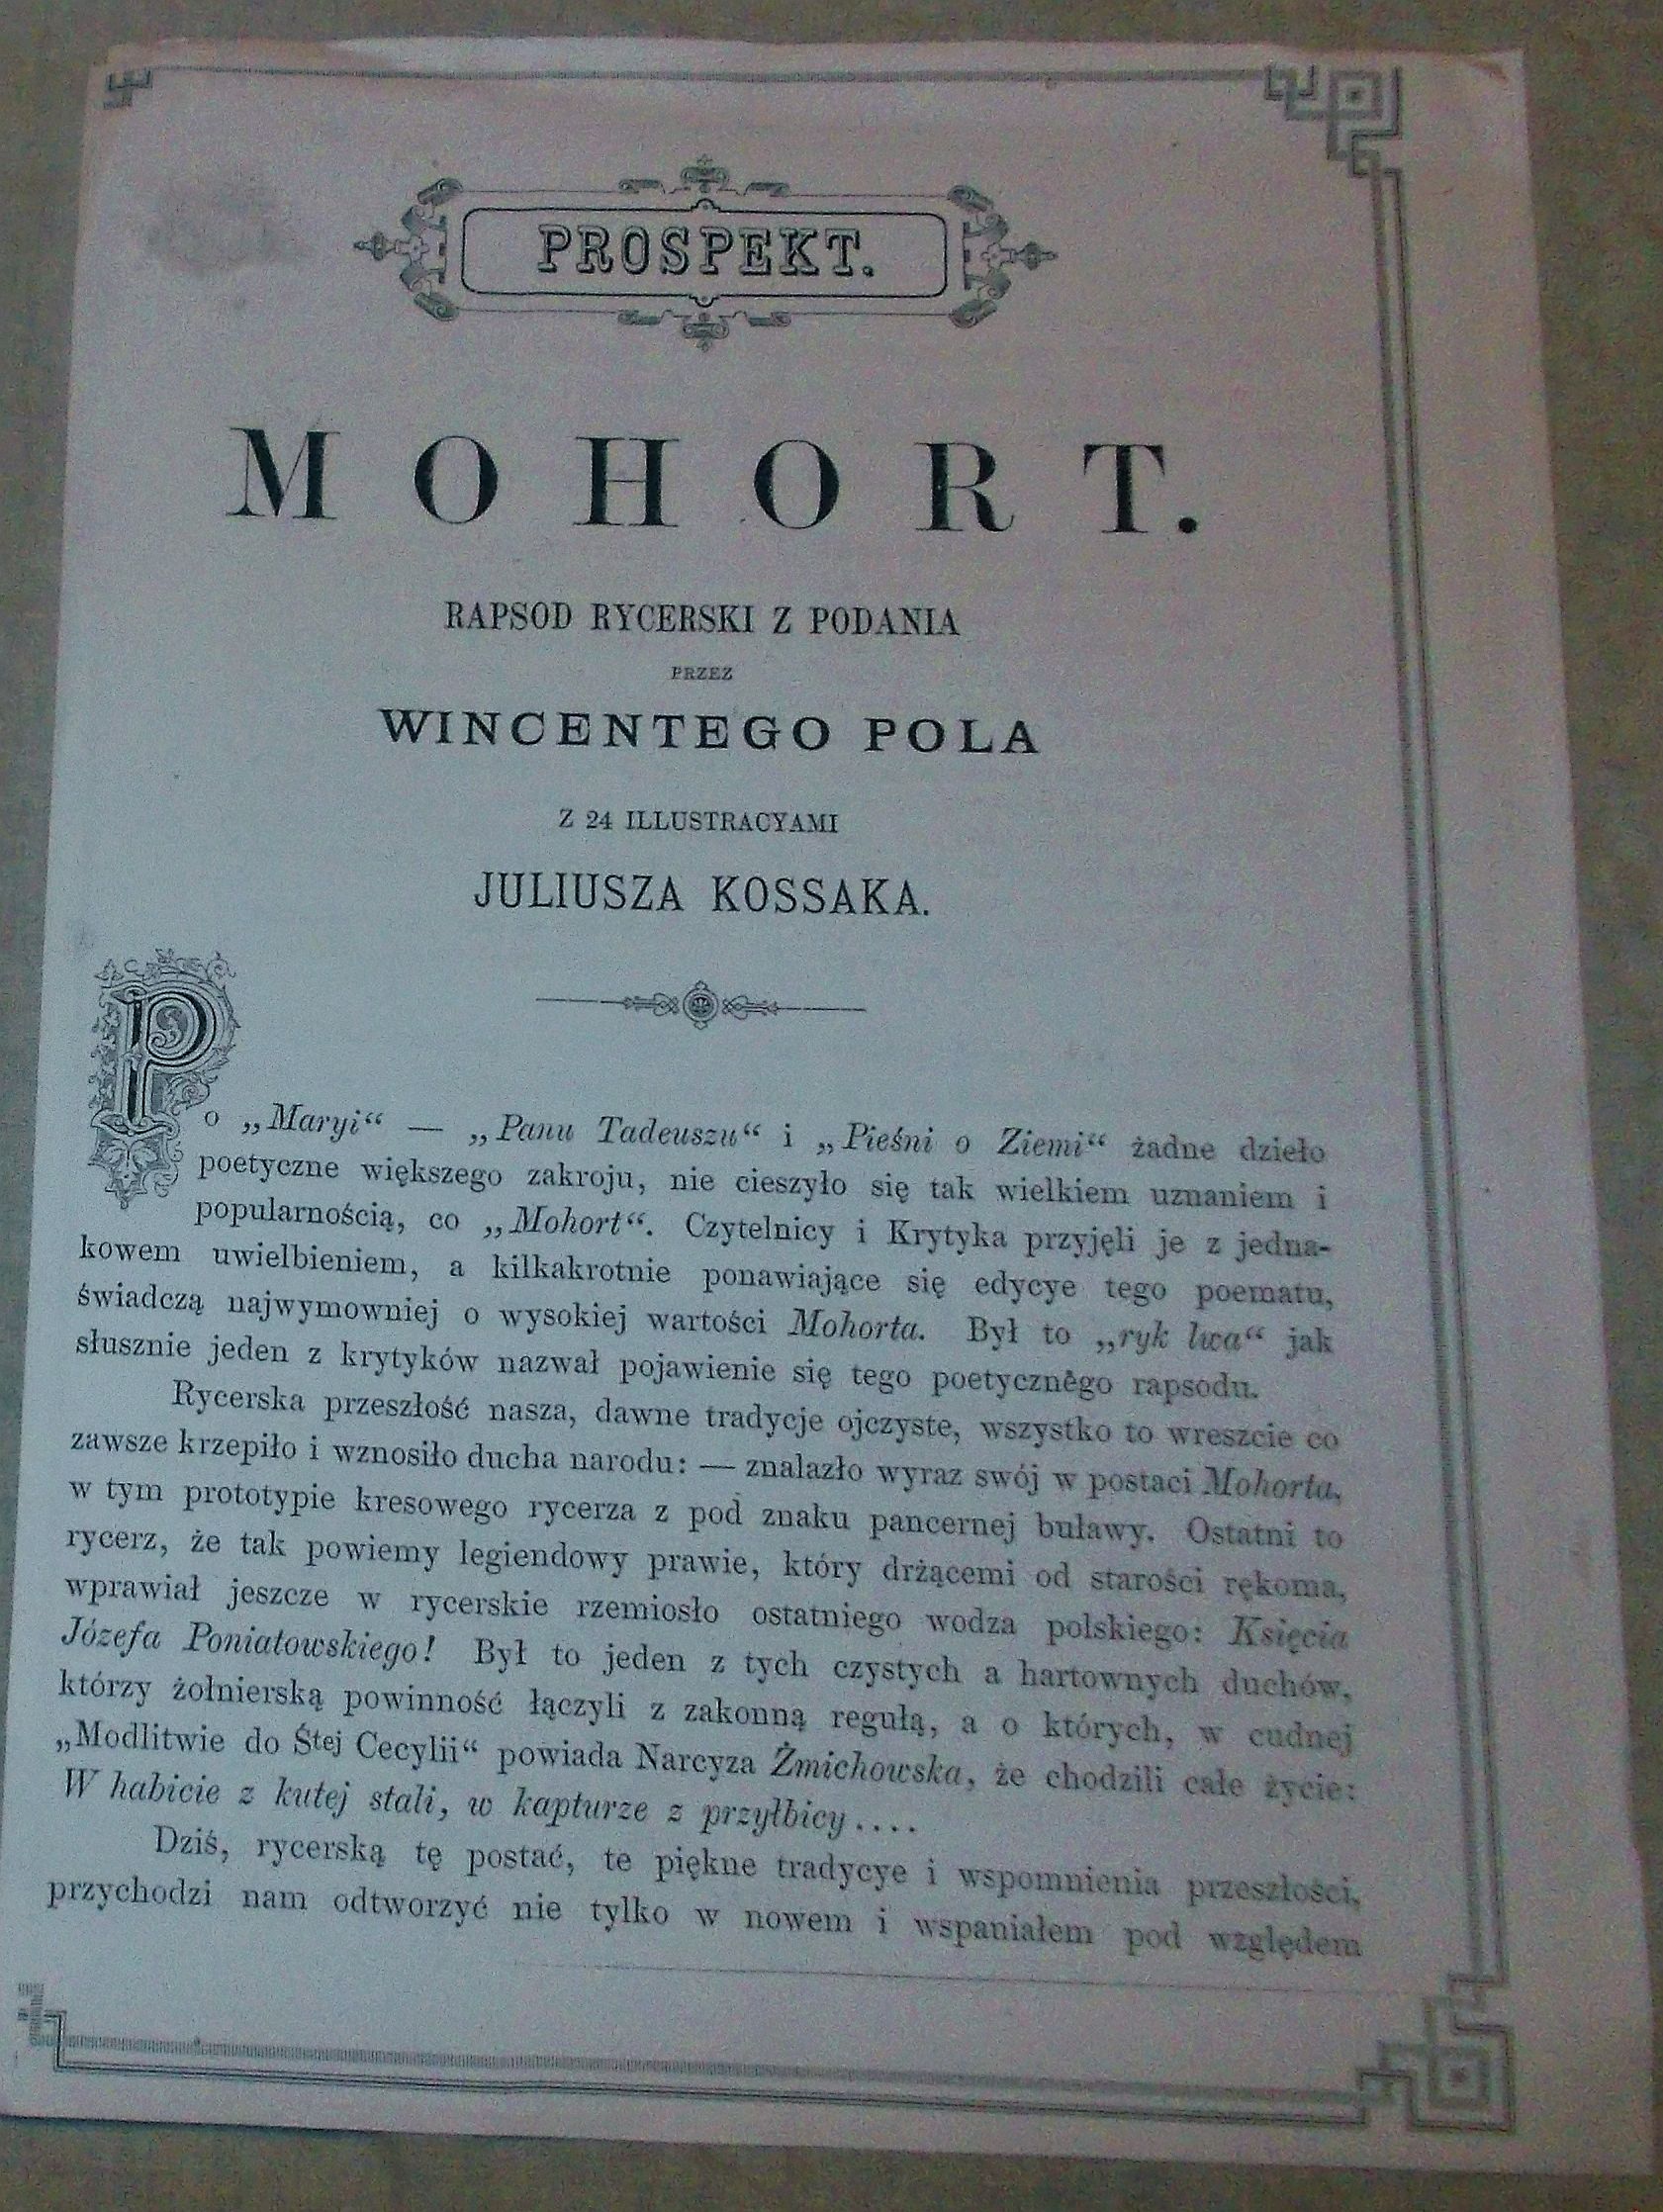 PROSPEKT.
MOHORT.
RAPSOD RYCERSKI Z PODANIA
PRZEZ
WINCENTEGO POLA
Z 24 ILLUSTRACYAMI
JULIUSZA KOSSAKA.
Po „Maryi“ — „Panu Tadeuszu“ i „Pieśni o Ziemi“ żadne dzieło
poetyczne większego zakroju, nie cieszyło się tak wielkiem uznaniem i
popularnością, co „Mohort“. Czytelnicy i Krytyka przyjęli je z jedna-
kowem uwielbieniem, a kilkakrotnie ponawiające się edycye tego poematu,
świadczą najwymowniej o wysokiej wartości Mohorta. Był to „ryk lwa“ jak
słusznie jeden z krytyków nazwał pojawienie się tego poetycznégo rapsodu.
Rycerska przeszłość nasza, dawne tradycje ojczyste, wszystko to wreszcie co
zawsze krzepiło i wznosiło ducha narodu: — znalazło wyraz swój w postaci Mohorta,
w tym prototypie kresowego rycerza z pod znaku pancernej buławy. Ostatni to
rycerz, że tak powiemy legiendowy prawie, który drżącemi od starości rękoma,
wprawiał jeszcze w rycerskie rzemiosło ostatniego wodza polskiego: Księcia
Józefa Poniatowskiego! Był to jeden z tych czystych a hartownych duchów,
którzy żołnierską powinność łączyli z zakonną regułą, a o których, w cudnej
„Modlitwie do Śtej Cecylii“ powiada Narcyza Żmichowska, że chodzili całe życie:
W habicie z kutej stali, w kapturze z przyłbicy....
Dziś, rycerską tę postać, te piękne tradycye i wspomnienia przeszłości,
przychodzi nam odtworzyć nie tylko w nowem i wspaniałem pod względem